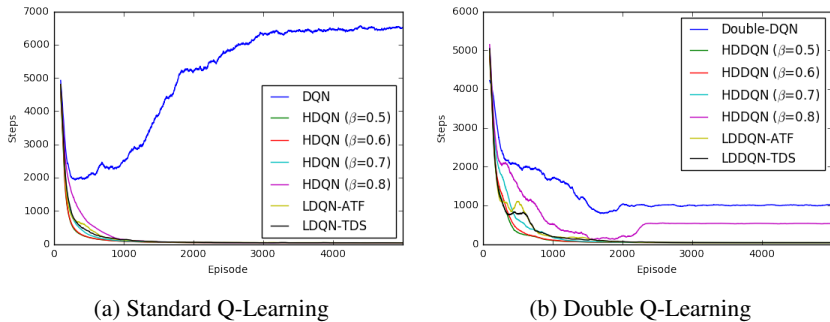 7000
6000
5000
4000
3000
2000
1000
0
Steps
0
1000
2000
3000
4000
Episode
DQN
HDQN (β=0.5)
HDQN (β=0.6)
HDQN (β=0.7)
HDQN (β=0.8)
LDQN-ATF
LDQN-TDS
(a) Standard Q-Learning
6000
5000
4000
3000
2000
1000
0
Steps
0
1000
2000
3000
4000
Episode
Double-DQN
HDDQN (β=0.5)
HDDQN (β=0.6)
HDDQN (β=0.7)
HDDQN (β=0.8)
LDDQN-ATF
LDDQN-TDS
(b) Double Q-Learning